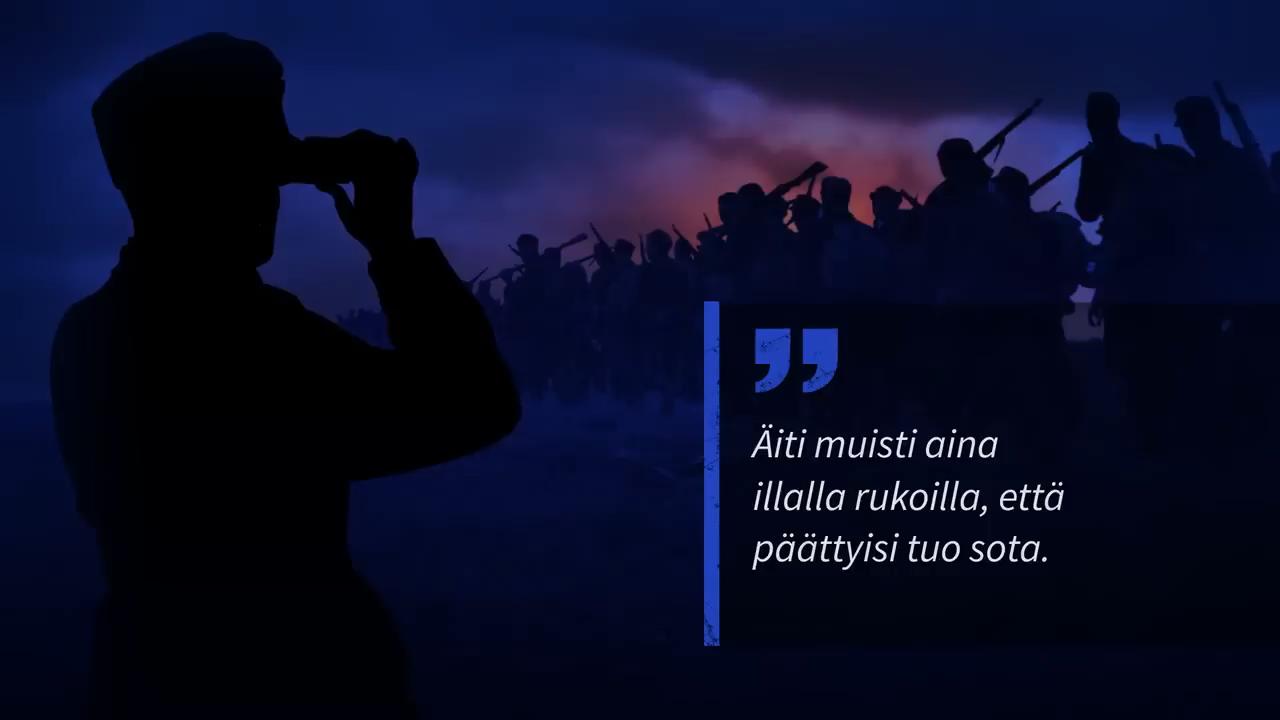 ”
Äiti muisti aina
illalla rukoilla, että
päättyisi tuo sota.